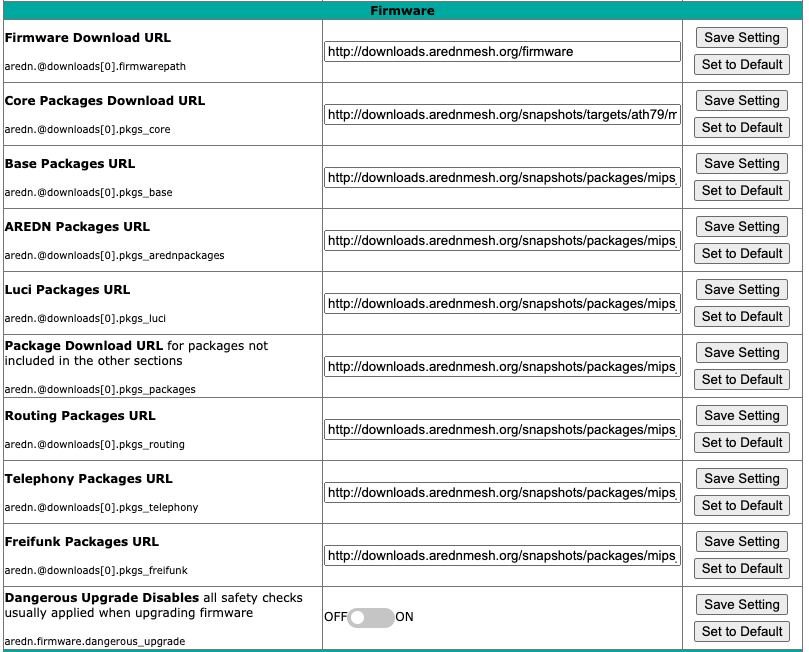 Firmware
Firmware Download URL
aredn.@downloads[0].firmwarepath
http://downloads.arednmesh.org/firmware
Save Setting
Set to Default
Core Packages Download URL
aredn.@downloads[0].pkgs_core
http://downloads.arednmesh.org/snapshots/targets/ath79/m
Save Setting
Set to Default
Base Packages URL
aredn.@downloads[0].pkgs_base
http://downloads.arednmesh.org/snapshots/packages/mips_
Save Setting
Set to Default
AREDN Packages URL
aredn.@downloads[0].pkgs_arednpackages
http://downloads.arednmesh.org/snapshots/packages/mips_
Save Setting
Set to Default
Luci Packages URL
aredn.@downloads[0].pkgs_luci
http://downloads.arednmesh.org/snapshots/packages/mips_
Save Setting
Set to Default
Package Download URL for packages not
included in the other sections
aredn.@downloads[0].pkgs_packages
http://downloads.arednmesh.org/snapshots/packages/mips_
Save Setting
Set to Default
Routing Packages URL
aredn.@downloads[0].pkgs_routing
http://downloads.arednmesh.org/snapshots/packages/mips_
Save Setting
Set to Default
Telephony Packages URL
aredn.@downloads[0].pkgs_telephony
http://downloads.arednmesh.org/snapshots/packages/mips_
Save Setting
Set to Default
Freifunk Packages URL
aredn.@downloads[0].pkgs_freifunk
http://downloads.arednmesh.org/snapshots/packages/mips_
Save Setting
Set to Default
Dangerous Upgrade Disables all safety checks
usually applied when upgrading firmware
aredn.firmware.dangerous_upgrade
OFF ON
Save Setting
Set to Default